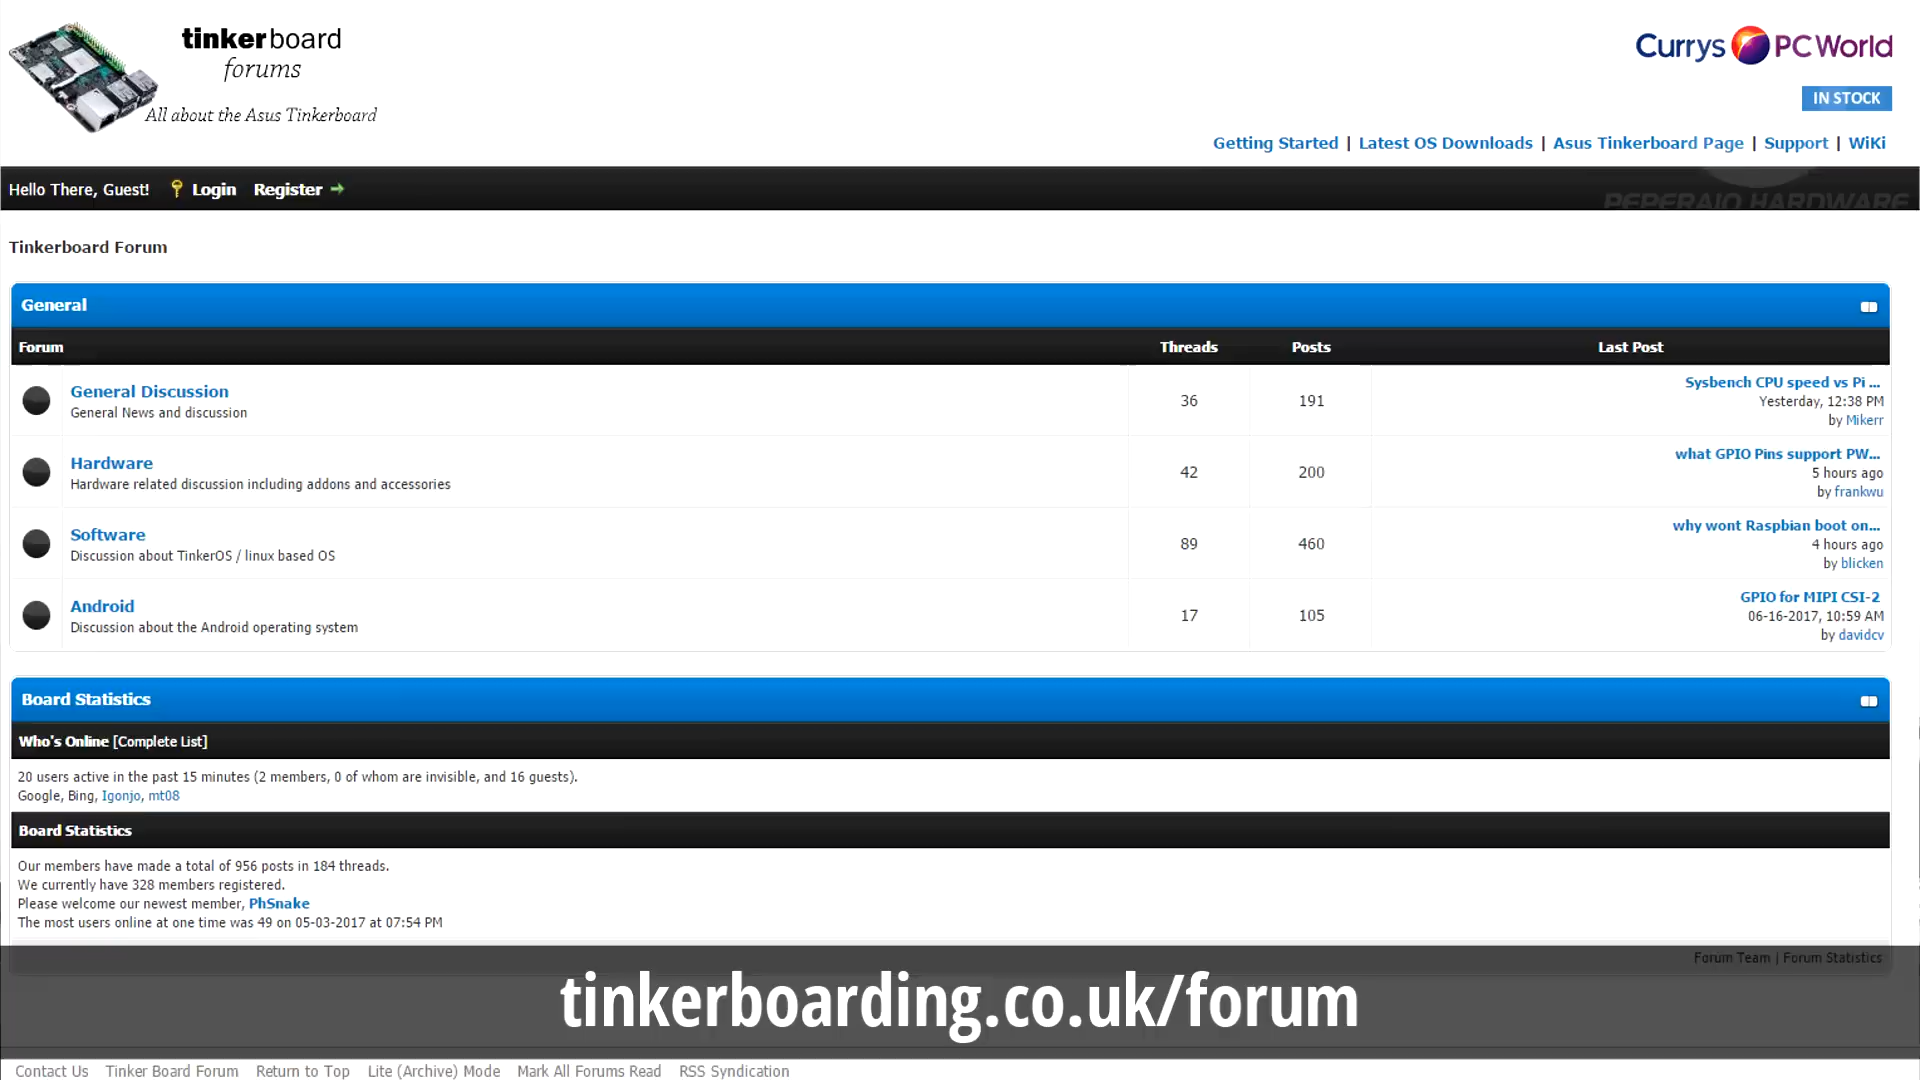 tinkerboard
forums
All about the Asus Tinkerboard
Currys PC World
IN STOCK
Getting Started | Latest OS Downloads | Asus Tinkerboard Page | Support | WiKi
Hello There, Guest! Login Register
PEPERAIO HARDWARE
Tinkerboard Forum
General
Forum Threads Posts Last Post
General Discussion
General News and discussion
36 191
Sysbench CPU speed vs Pi ...
Yesterday, 12:38 PM
by Mikerr
Hardware
Hardware related discussion including addons and accessories
42 200
what GPIO Pins support PW...
5 hours ago
by frankwu
Software
Discussion about TinkerOS / linux based OS
89 460
why wont Raspbian boot on...
4 hours ago
by blicken
Android
Discussion about the Android operating system
17 105
GPIO for MIPI CSI-2
06-16-2017, 10:59 AM
by davidcv
Board Statistics
Who's Online [Complete List]
20 users active in the past 15 minutes (2 members, 0 of whom are invisible, and 16 guests).
Google, Bing, Igonjo, mt08
Board Statistics
Our members have made a total of 956 posts in 184 threads.
We currently have 328 members registered.
Please welcome our newest member, PhSnake
The most users online at one time was 49 on 05-03-2017 at 07:54 PM
Forum Team | Forum Statistics
tinkerboarding.co.uk/forum
Contact Us Tinker Board Forum Return to Top Lite (Archive) Mode Mark All Forums Read RSS Syndication